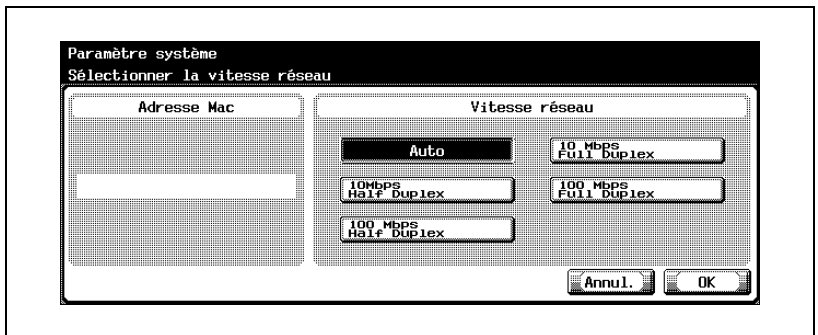 Paramètre système
Sélectionner la vitesse réseau
Adresse Mac
Vitesse réseau
Auto
10 Mbps
Full Duplex
10Mbps
Half Duplex
100 Mbps
Full Duplex
100 Mbps
Half Duplex
Annul.
OK